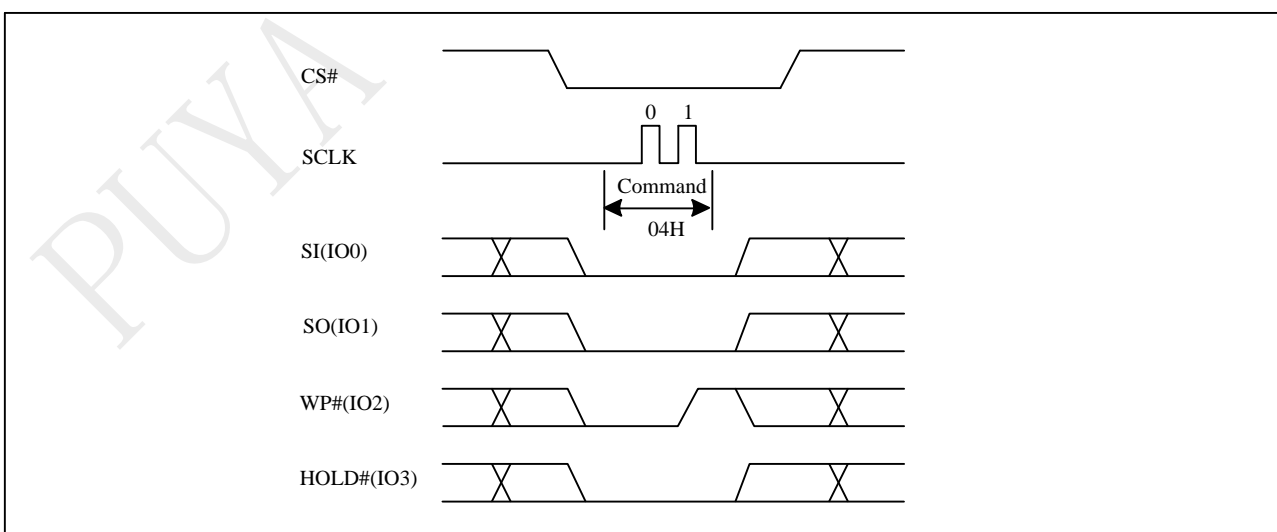 PUYA
CS#
0 1
SCLK
Command
04H
SI(IO0)
SO(IO1)
WP#(IO2)
HOLD#(IO3)